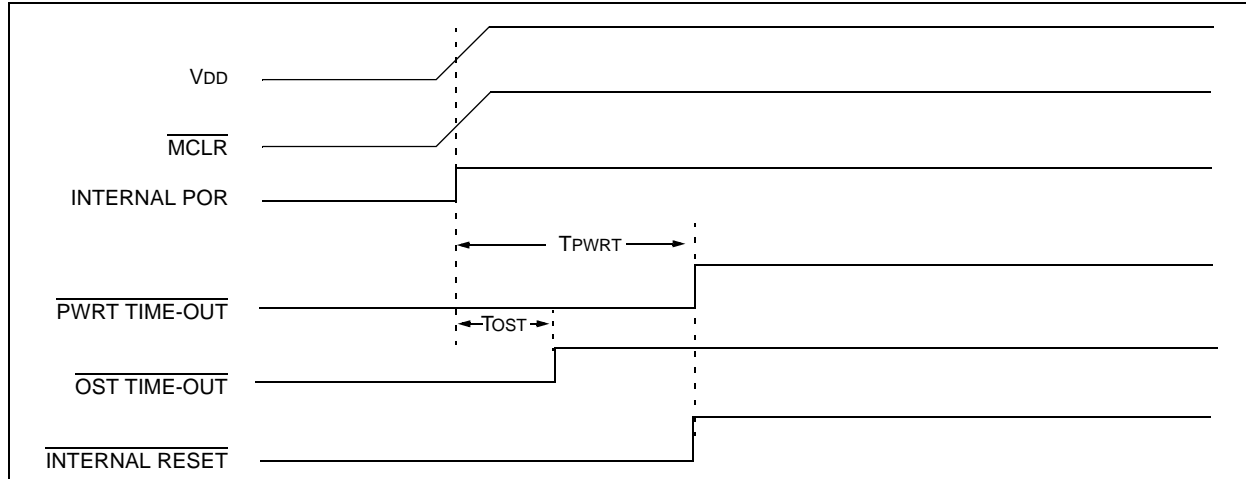 VDD
MCLR
INTERNAL POR
TPWRT
PWRT TIME-OUT
TOST
OST TIME-OUT
INTERNAL RESET